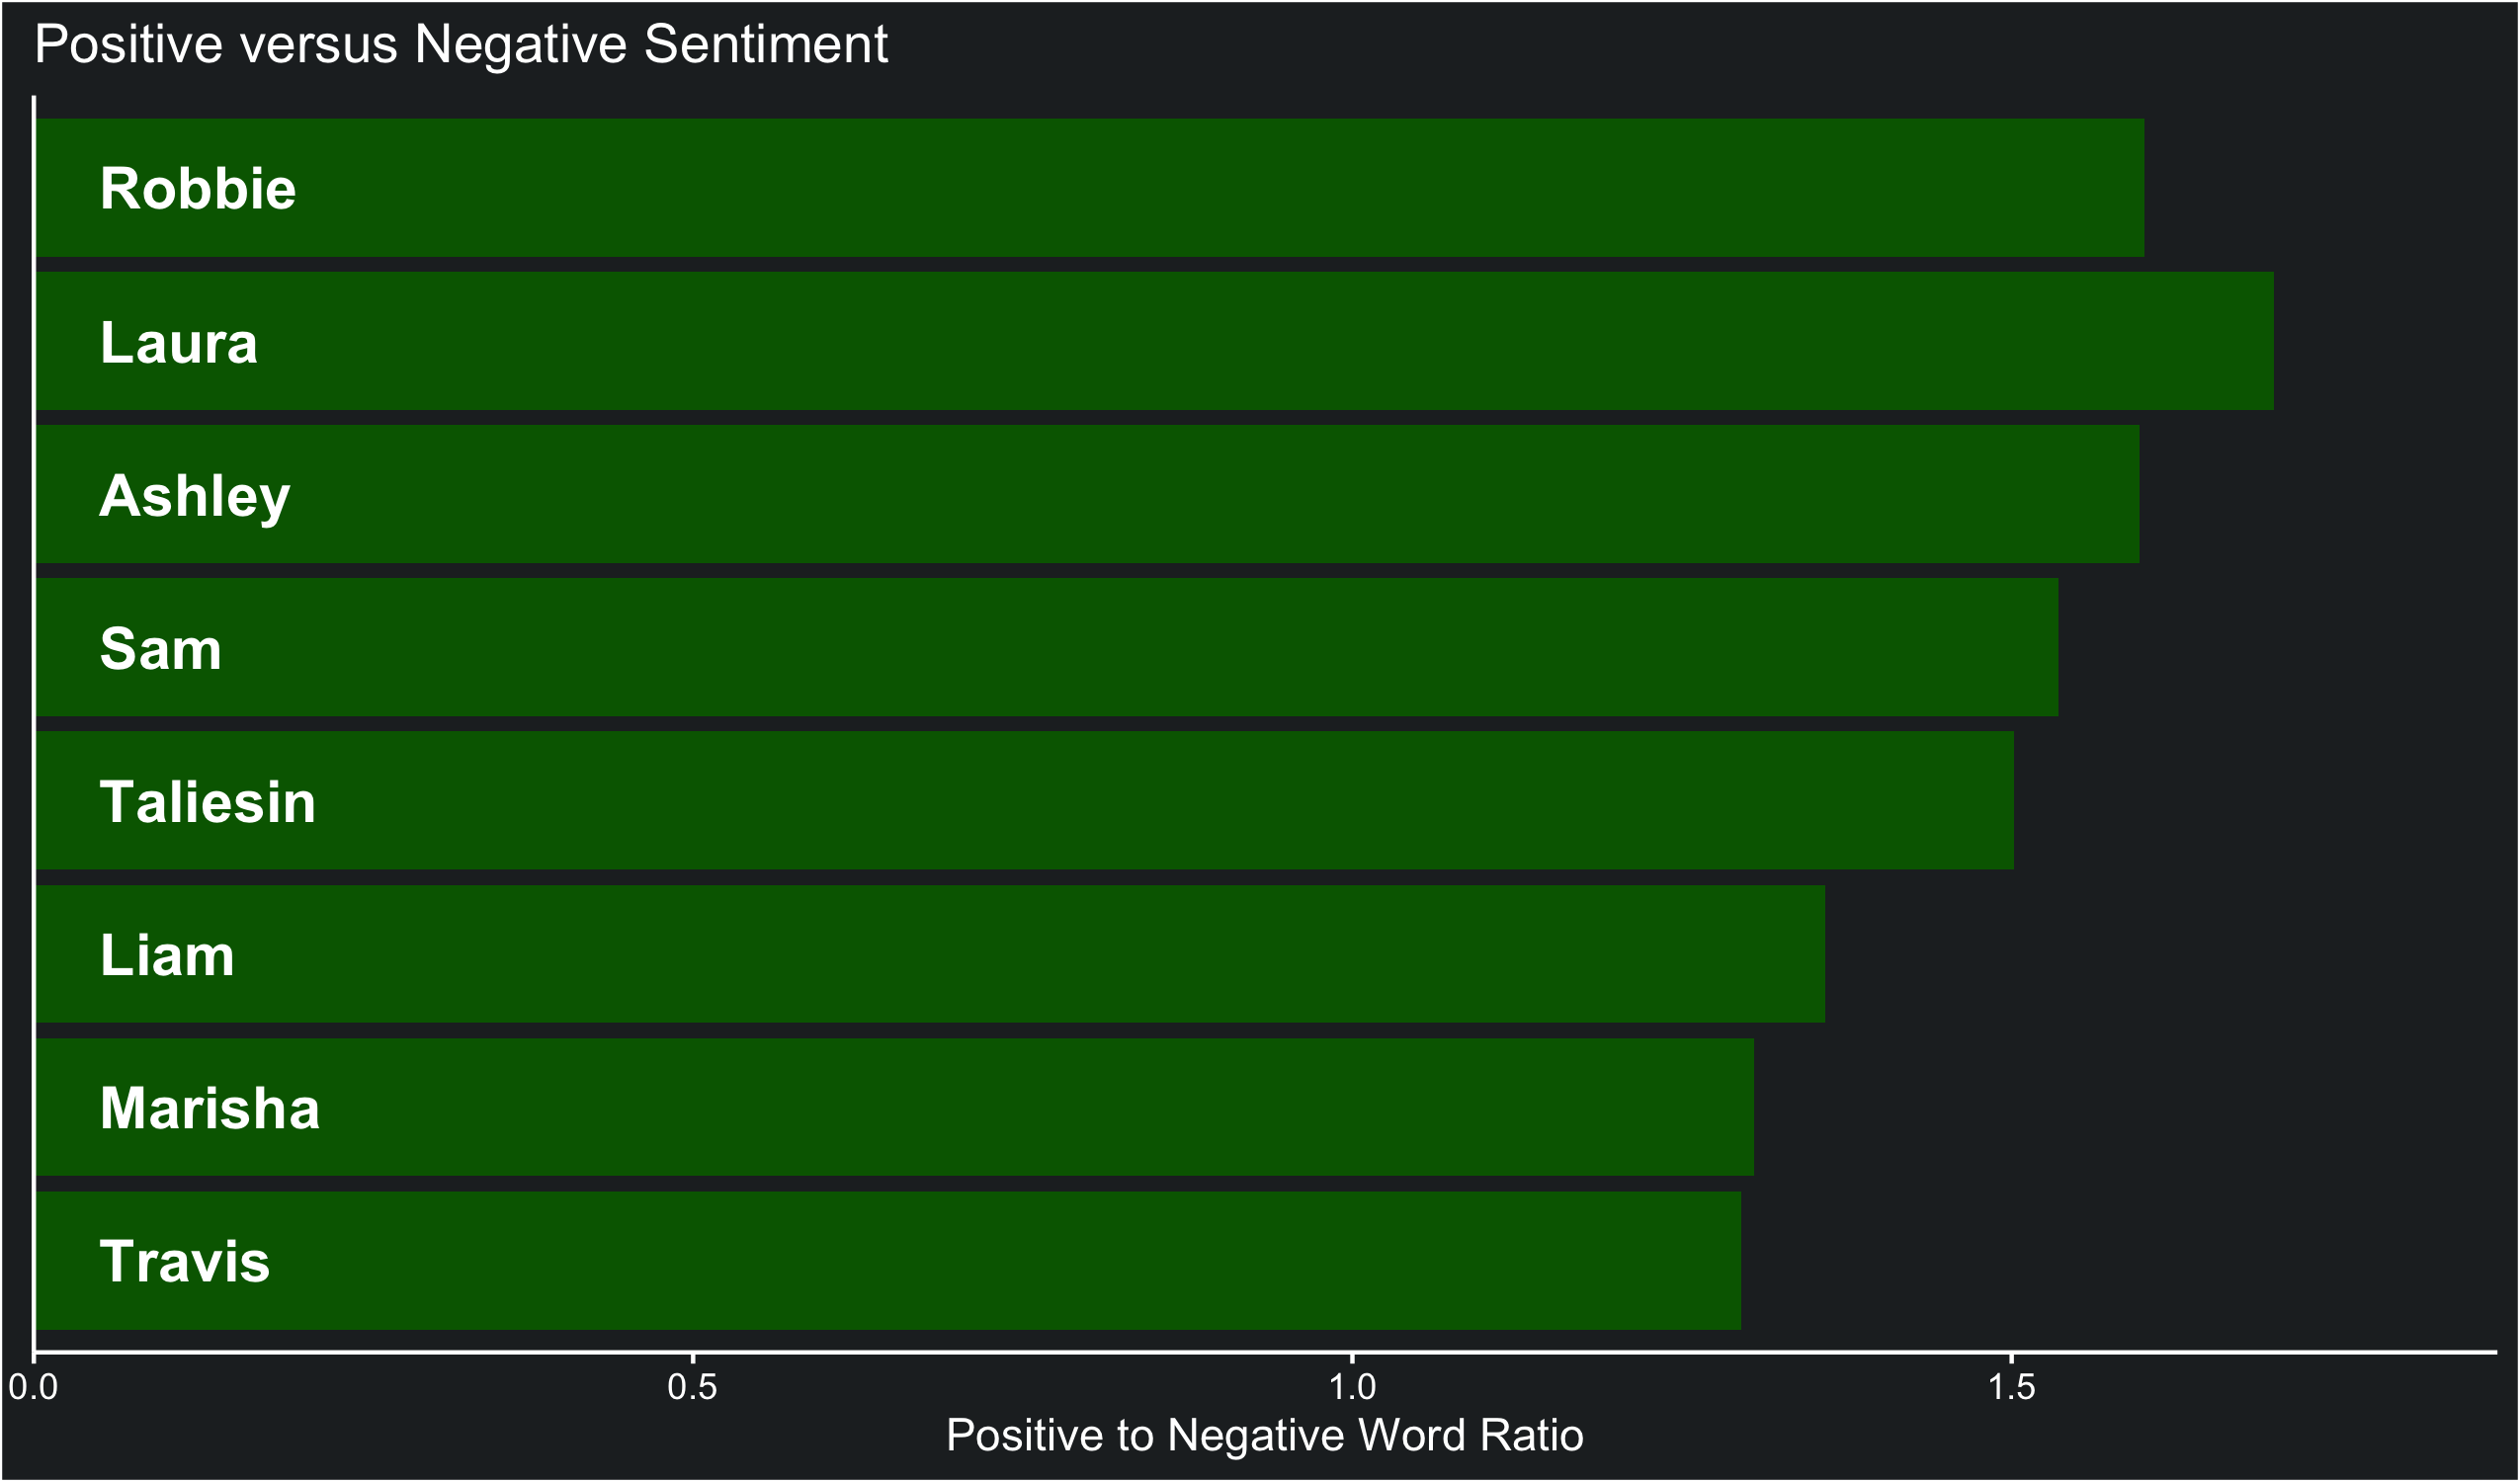 Positive versus Negative Sentiment
Robbie
Laura
Ashley
Sam
Taliesin
Liam
Marisha
Travis
0.0 0.5 1.0 1.5
Positive to Negative Word Ratio